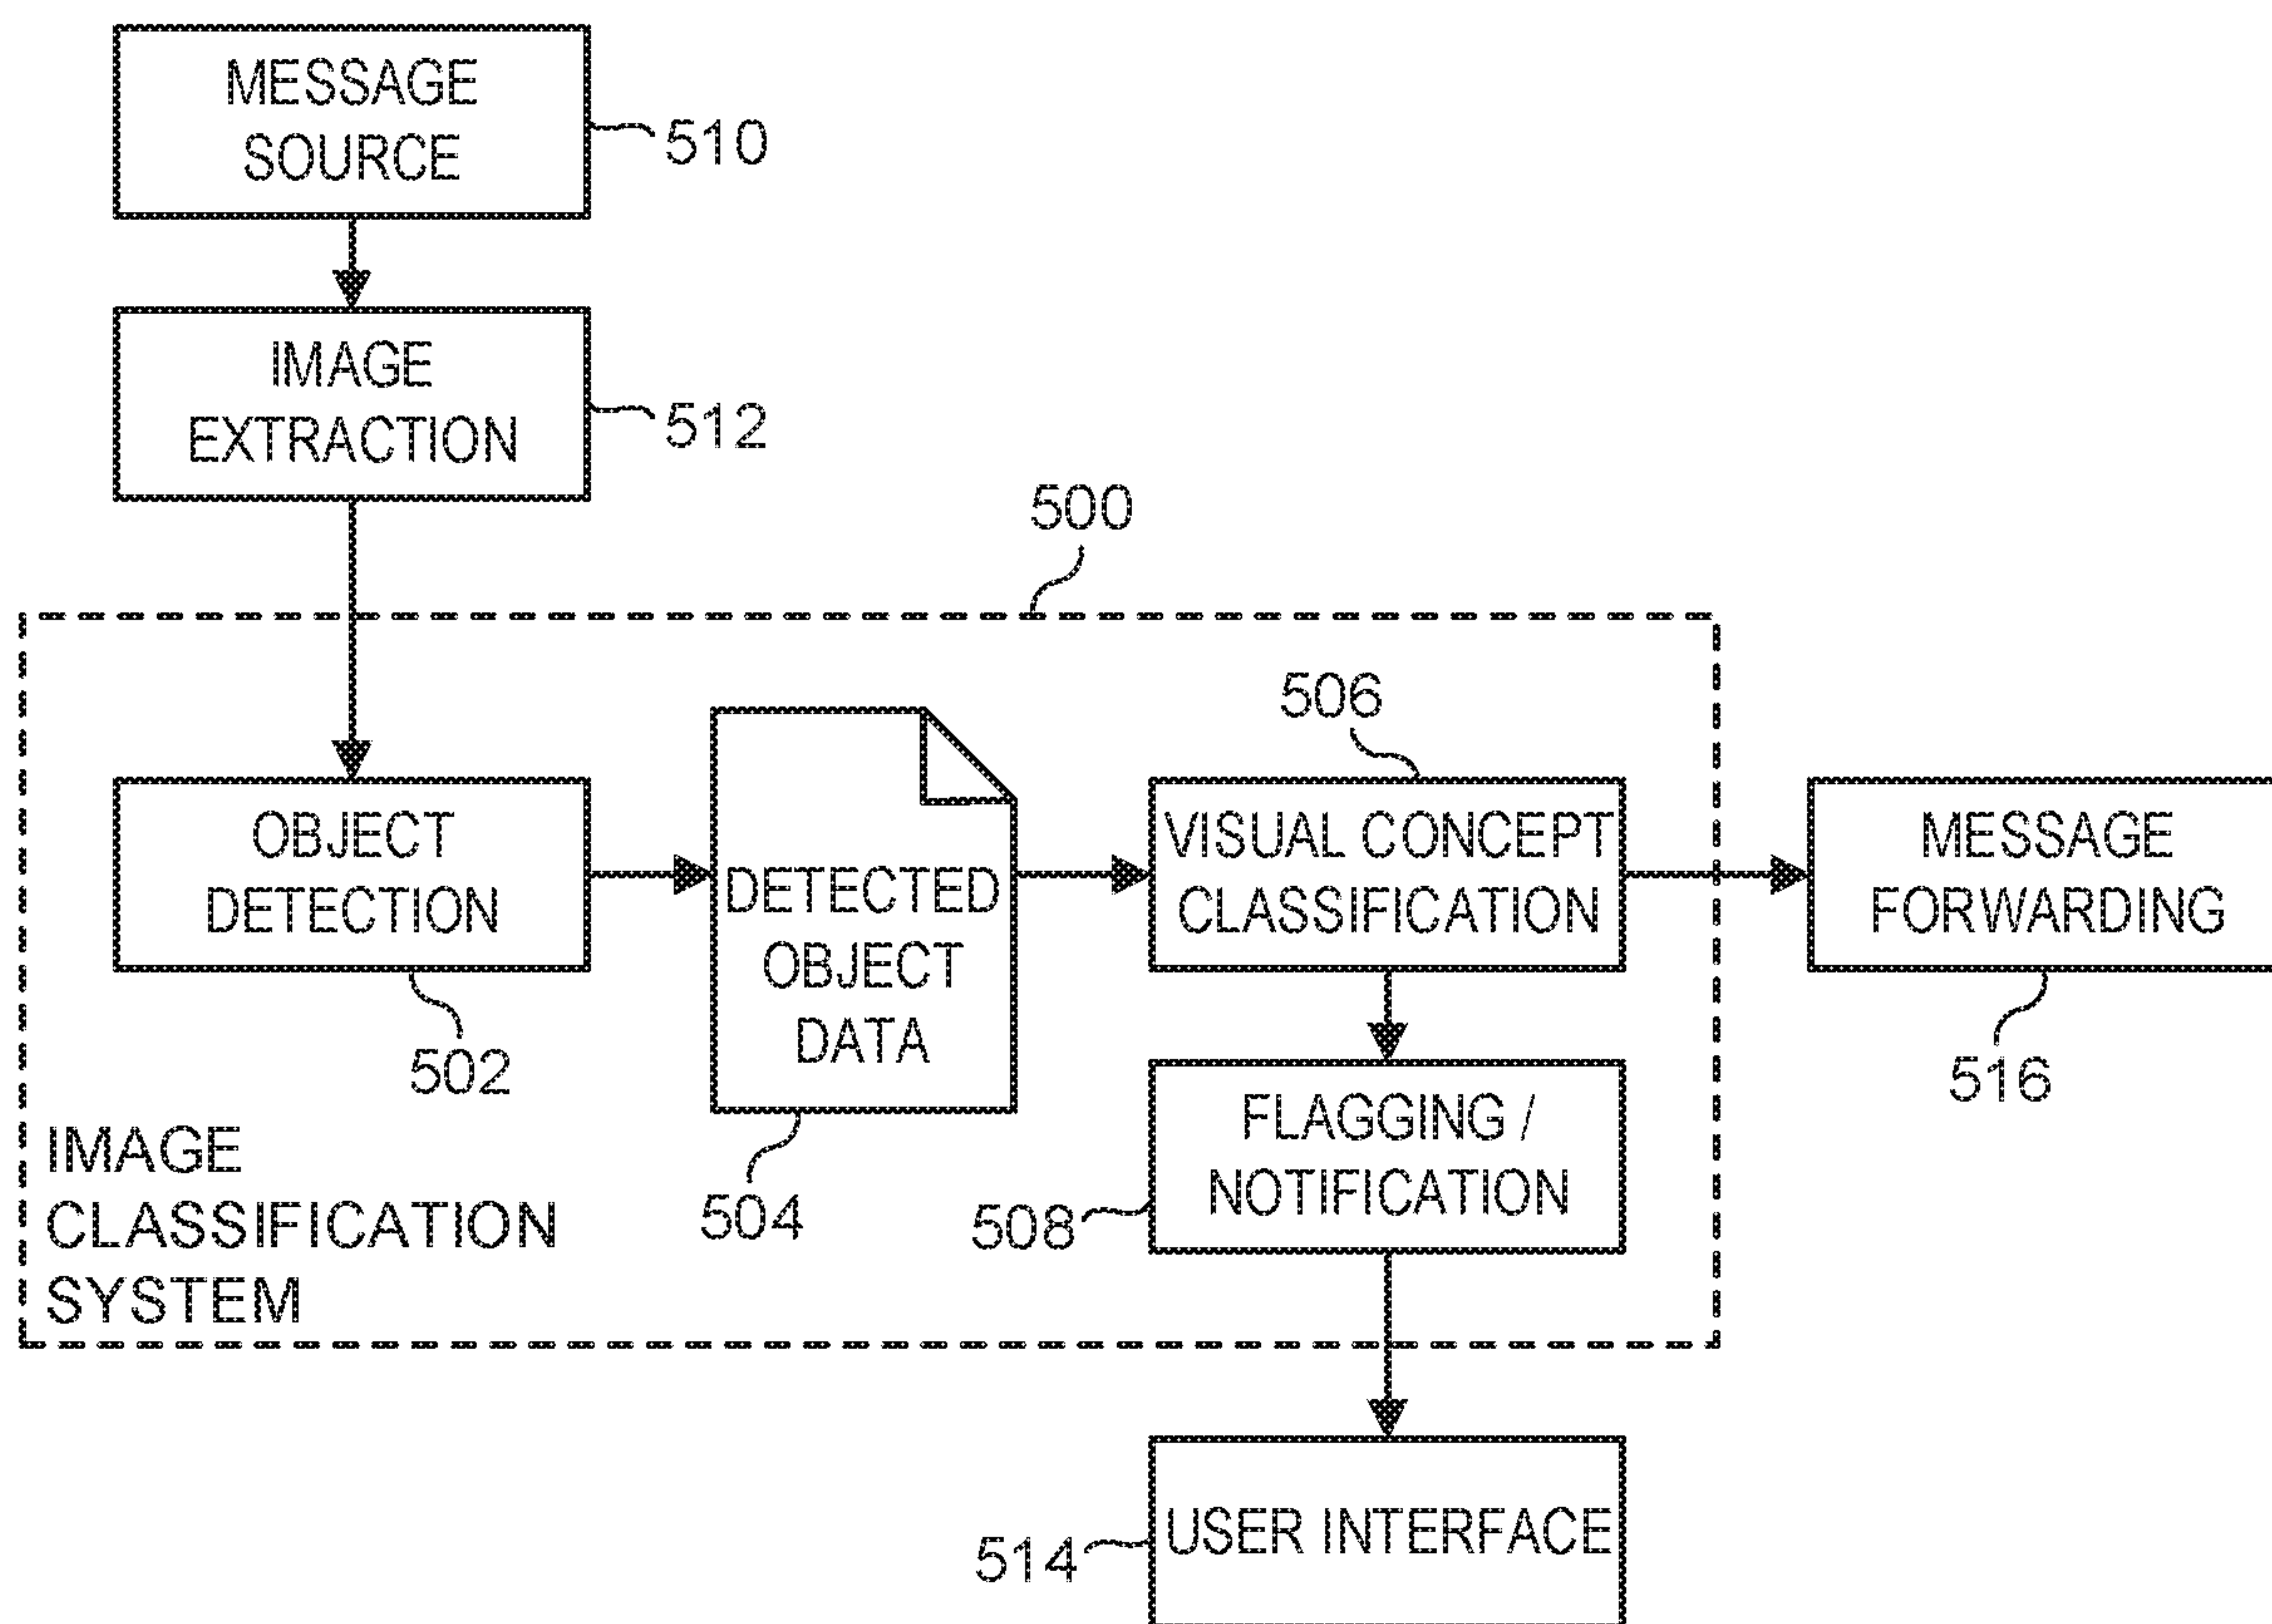 MESSAGE
SOURCE
510
IMAGE
EXTRACTION
512
500
506
OBJECT
DETECTION
502
DETECTED
OBJECT
DATA
504
VISUAL CONCEPT
CLASSIFICATION
MESSAGE
FORWARDING
516
FLAGGING /
NOTIFICATION
508
IMAGE
CLASSIFICATION
SYSTEM
USER INTERFACE
514